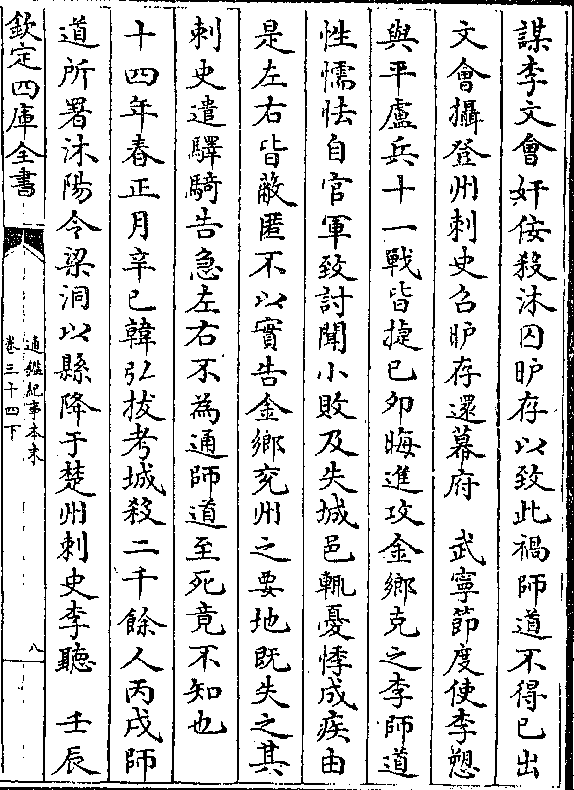 謀李文會奸佞殺沐囚昈存以致此禍師道不得已出
文會攝登州刺史召昈存還幕府　武寧節度使李愬
與平盧兵十一戰皆捷已夘晦進攻金鄉克之李師道
性懦怯自官軍致討聞小敗及失城邑輒憂悸成疾由
是左右皆蔽匿不以實告金鄉兖州之要地既失之其
刺史遣驛騎告急左右不為通師道至死竟不知也
十四年春正月辛已韓弘拔考城殺二千餘人丙戌師
道所署沐陽令梁洞以縣降于楚州刺史李聽　壬辰
欽定四庫全書
通鑑紀事本末
卷三十四下
八